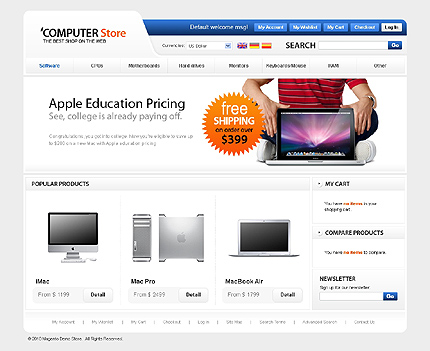 COMPUTER Store
THE BEST SHOP ON THE WEB
Default welcome msg!
My Account
My Wishlist
My Cart
Checkout
Log In
Currencies:
US Dollar
SEARCH
Go
Software
CPUs
Motherboards
Hard drives
Monitors
Keyboards/Mouse
RAM
Other
Apple Education Pricing
See, college is already paying off.
Congratulations, you got into college. Now you're eligible to save up
to $200 on a new Mac with Apple education pricing
free
SHIPPING
on order over
$399
POPULAR PRODUCTS
iMac
From $ 1199
Detail
Mac Pro
From $ 2499
Detail
MacBook Air
From $ 1799
Detail
MY CART
You have no items in your
shopping cart.
COMPARE PRODUCTS
You have no items to compare.
NEWSLETTER
Sign up for our newsletter
Go
My Account
My Wishlist
My Cart
Checkout
Log In
Site Map
Search Terms
Advanced Search
Contact Us
© 2010 Magento Demo Store. All Rights Reserved.